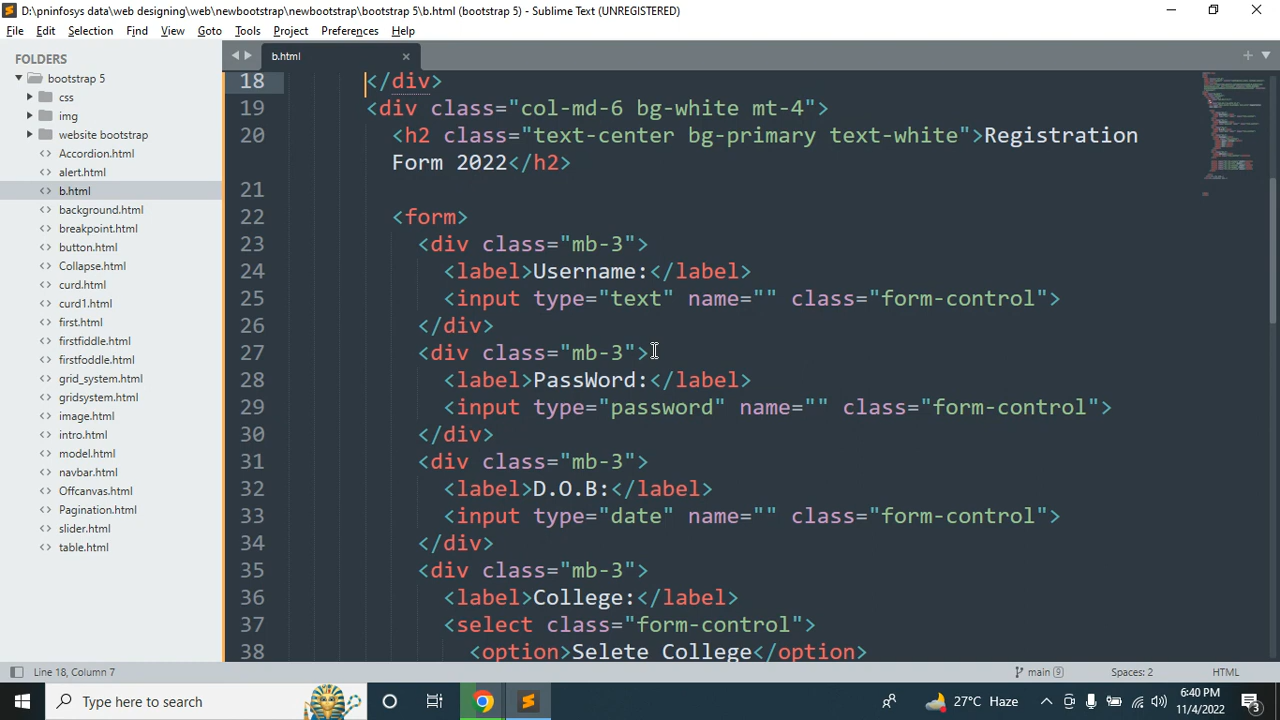 D:\pninfosys data\web designing\web\newbootstrap\newbootstrap\bootstrap 5\b.html (bootstrap 5) - Sublime Text (UNREGISTERED)
File Edit Selection Find View Goto Tools Project Preferences Help
FOLDERS
bootstrap 5
css
img
website bootstrap
Accordion.html
alert.html
b.html
background.html
breakpoint.html
button.html
Collapse.html
curd.html
curd1.html
first.html
firstfiddle.html
firstfoddle.html
grid_system.html
gridsystem.html
image.html
intro.html
model.html
navbar.html
Offcanvas.html
Pagination.html
slider.html
table.html
b.html
18 </div>
19 <div class="col-md-6 bg-white mt-4">
20 <h2 class="text-center bg-primary text-white">Registration
Form 2022</h2>
21
22 <form>
23 <div class="mb-3">
24 <label>Username:</label>
25 <input type="text" name="" class="form-control">
26 </div>
27 <div class="mb-3">
28 <label>PassWord:</label>
29 <input type="password" name="" class="form-control">
30 </div>
31 <div class="mb-3">
32 <label>D.O.B:</label>
33 <input type="date" name="" class="form-control">
34 </div>
35 <div class="mb-3">
36 <label>College:</label>
37 <select class="form-control">
38 <option>Selete College</option>
Line 18, Column 7
main 9
Spaces: 2
HTML
Type here to search
27°C Haze
6:40 PM
11/4/2022
3